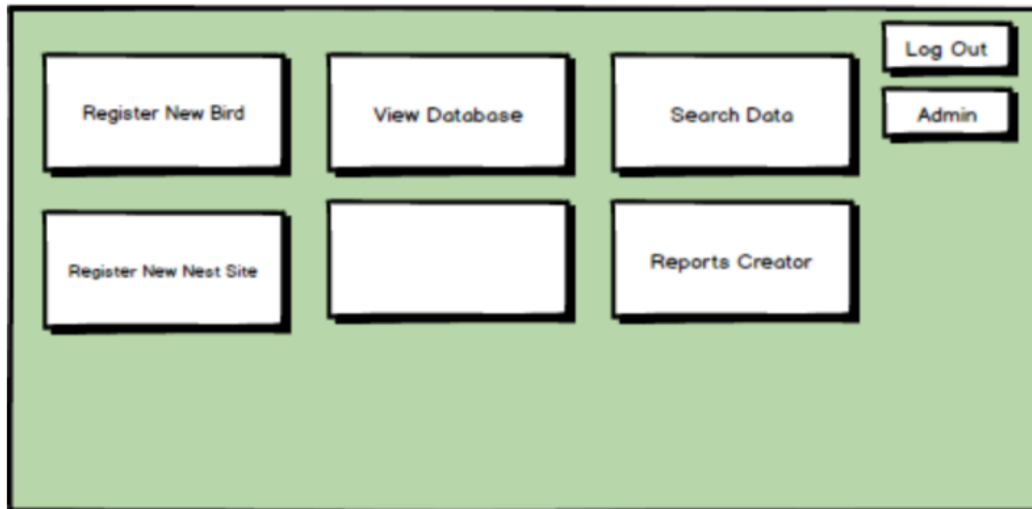 Log Out
Register New Bird
View Database
Search Data
Admin
Register New Nest Site
Reports Creator